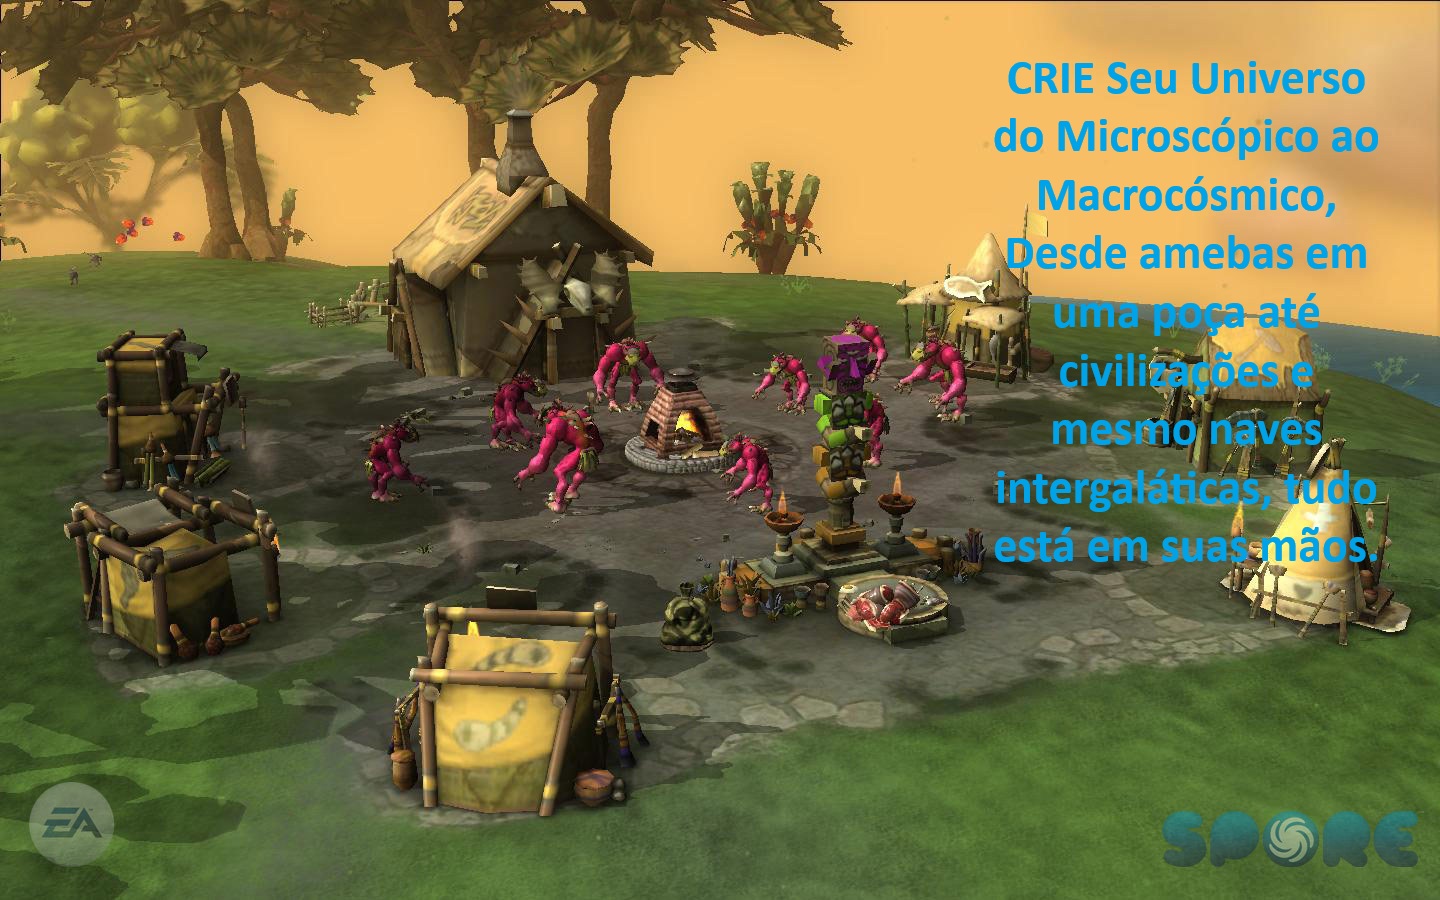 CRIE Seu Universo
do Microscópico ao
Macrocósmico,
Desde amebas em
uma poça até
civilizações e
mesmo naves
intergaláticas, tudo
está em suas mãos.
EA
SPORE